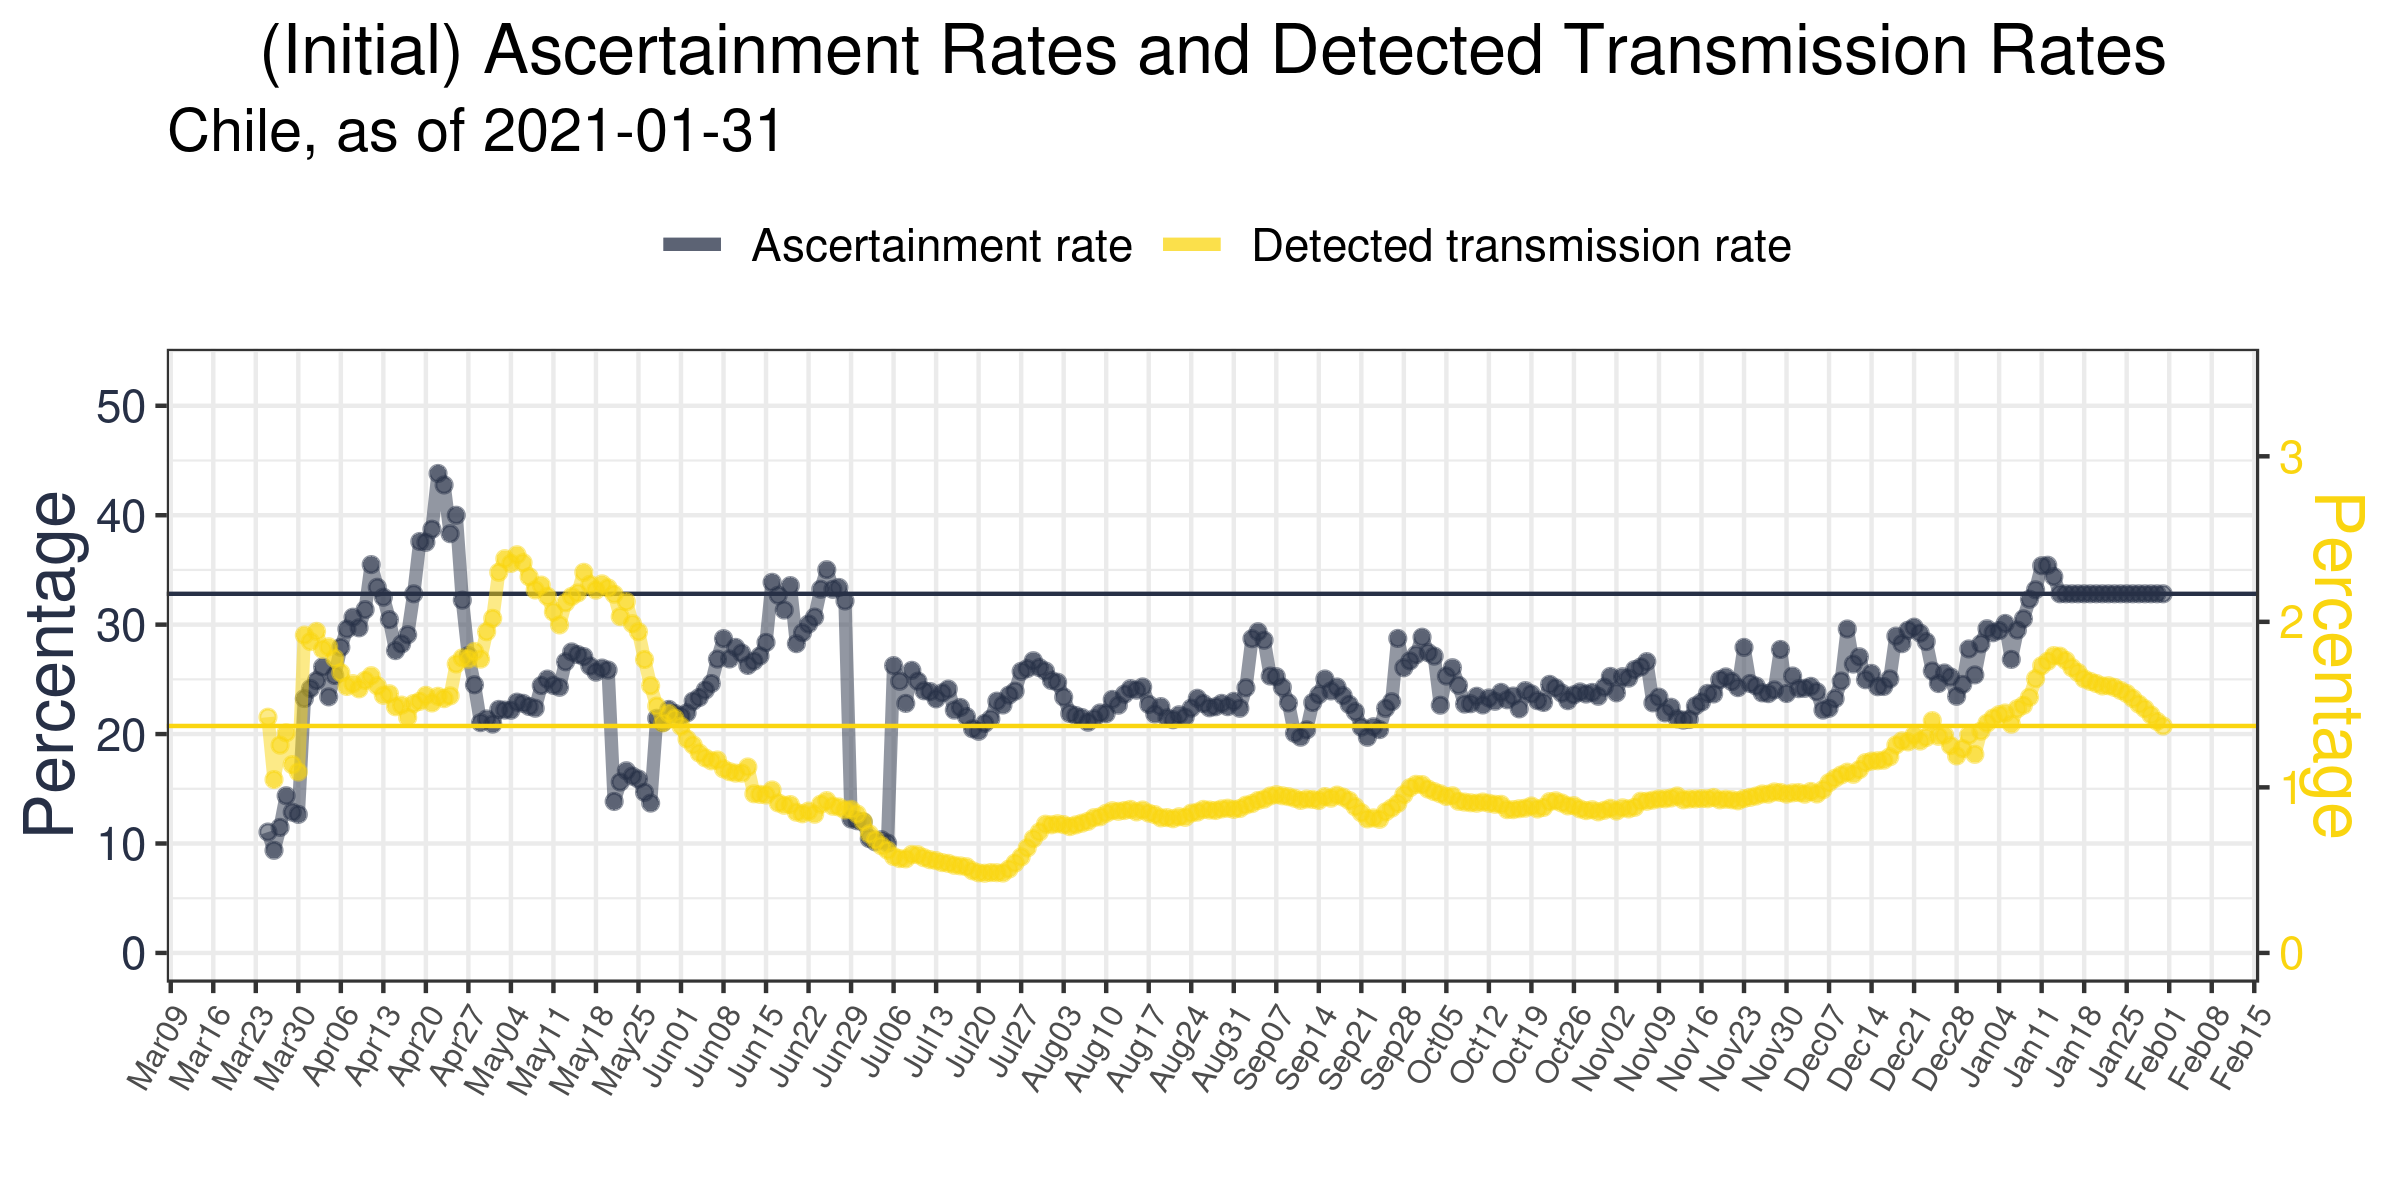 (Initial) Ascertainment Rates and Detected Transmission Rates
Chile, as of 2021-01-31
Ascertainment rate Detected transmission rate
Percentage
50
40
30
20
10
0
3
2
1
0
Percentage
Mar09 Mar16 Mar23 Mar30 Apr06 Apr13 Apr20 Apr27 May04 May11 May18 May25 Jun01 Jun08 Jun15 Jun22 Jun29 Jul06 Jul13 Jul20 Jul27 Aug03 Aug10 Aug17 Aug24 Aug31 Sep07 Sep14 Sep21 Sep28 Oct05 Oct12 Oct19 Oct26 Nov02 Nov09 Nov16 Nov23 Nov30 Dec07 Dec14 Dec21 Dec28 Jan04 Jan11 Jan18 Jan25 Feb01 Feb08 Feb15